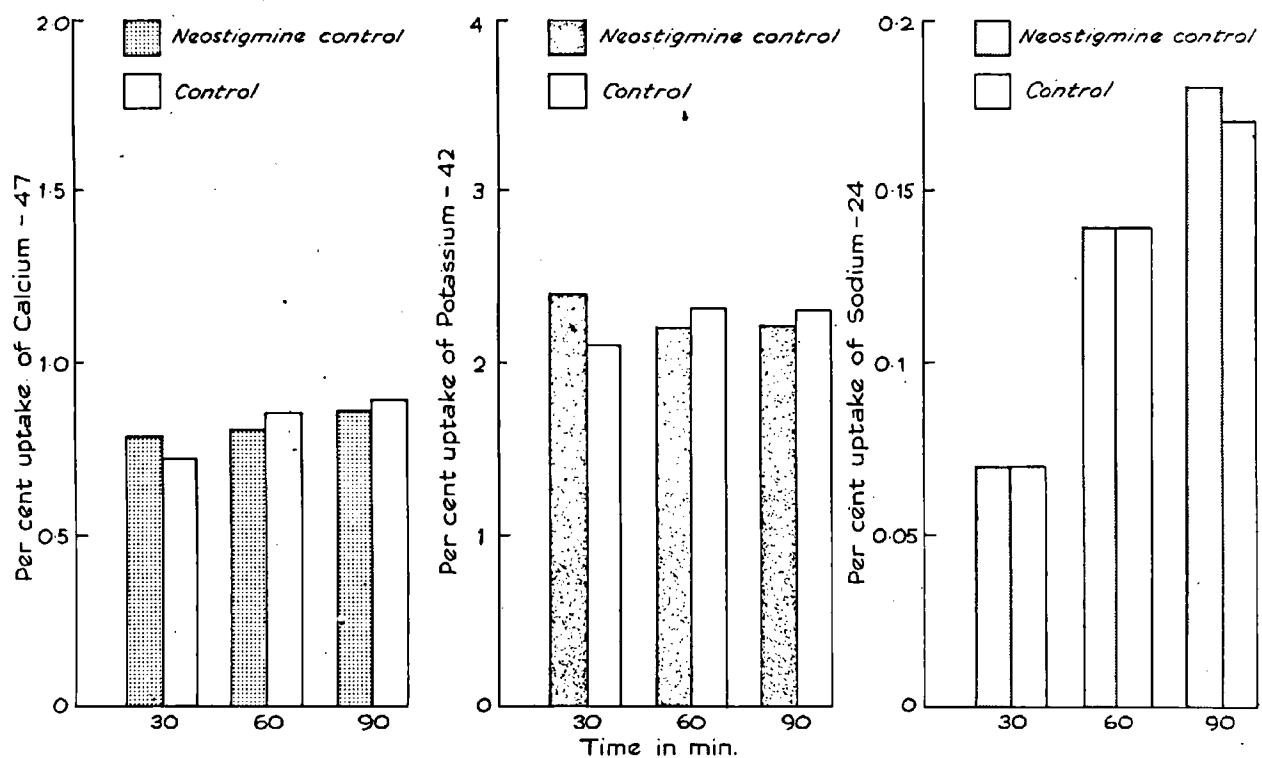 Per cent uptake of Calcium - 47
2.0
1.5
1.0
0.5
0
Neostigmine control
Control
30 60 90
Per cent uptake of Potassium - 42
4
3
2
1
0
Neostigmine control
Control
30 60 90
Time in min.
Per cent uptake of Sodium - 24
0.2
0.15
0.1
0.05
0
Neostigmine control
Control
30 60 90